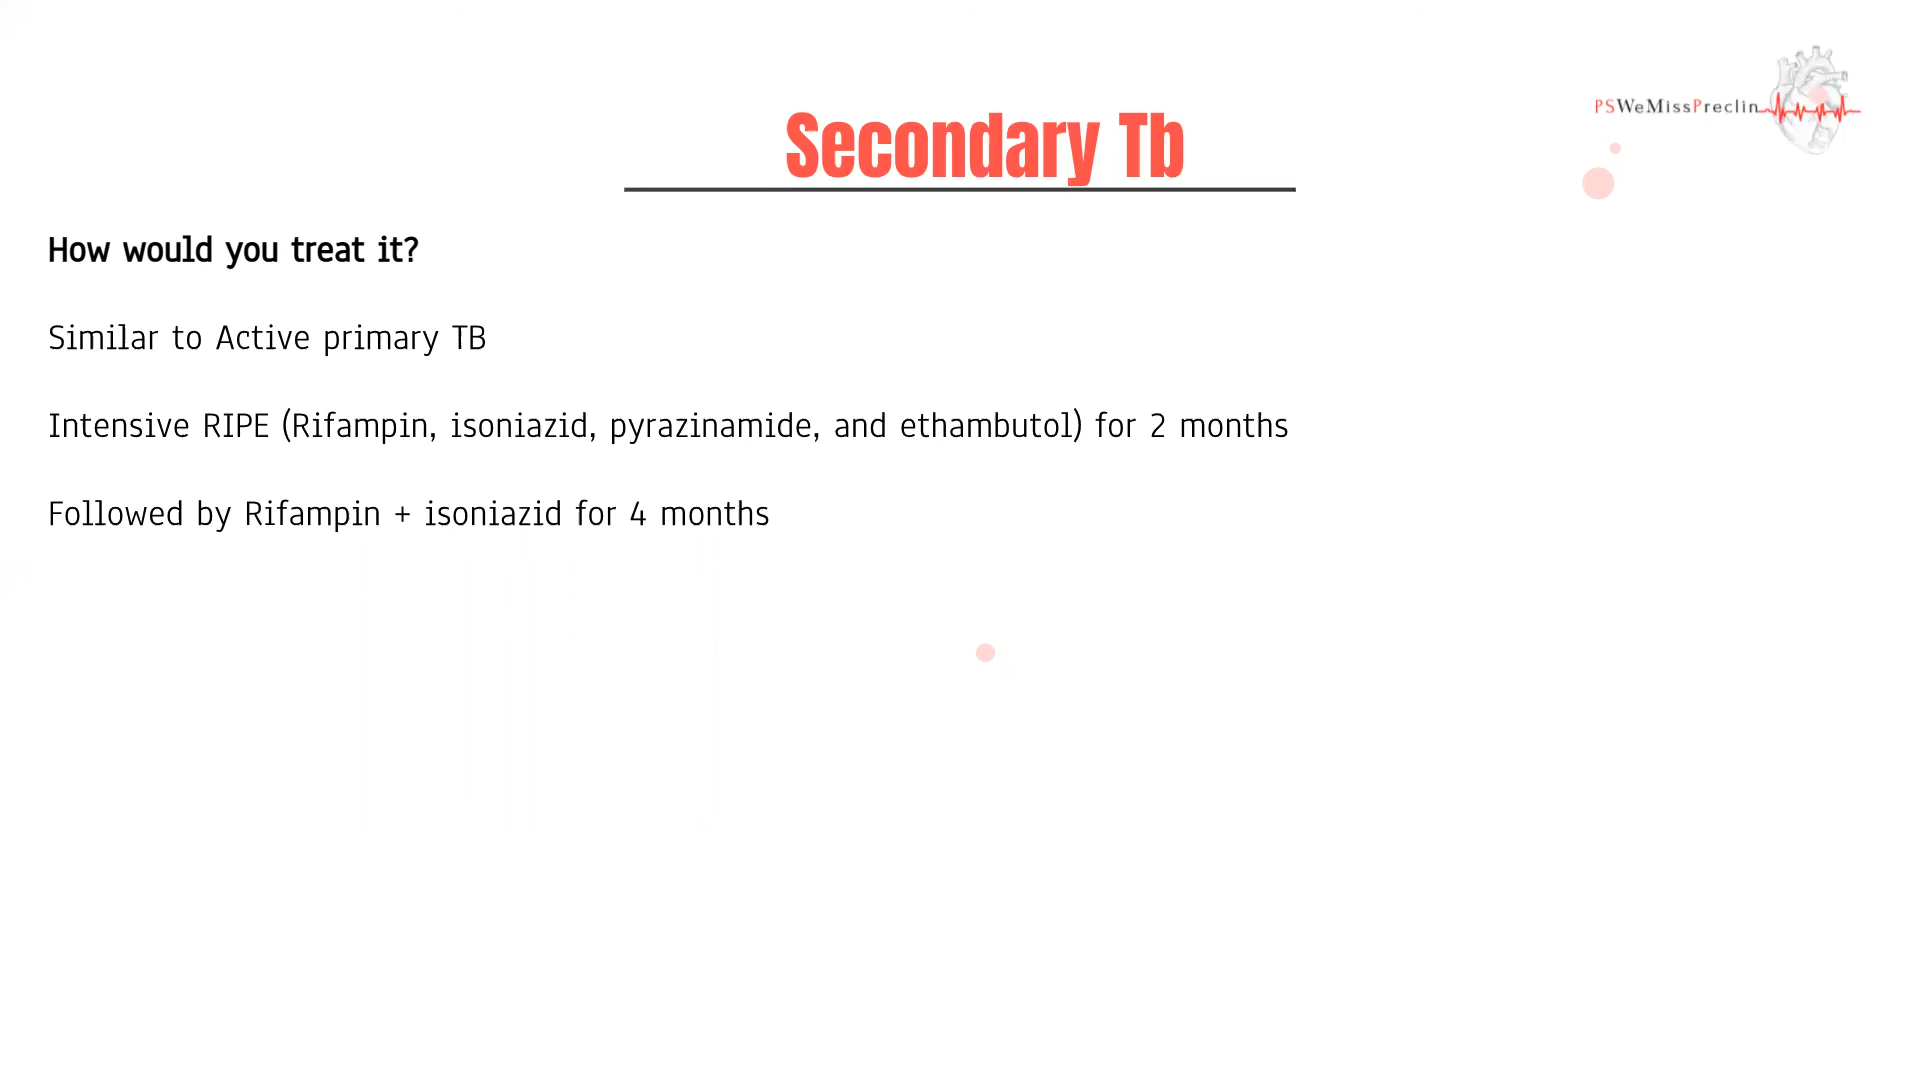 PSWeMissPreclin
Secondary Tb
How would you treat it?
Similar to Active primary TB
Intensive RIPE (Rifampin, isoniazid, pyrazinamide, and ethambutol) for 2 months
Followed by Rifampin + isoniazid for 4 months